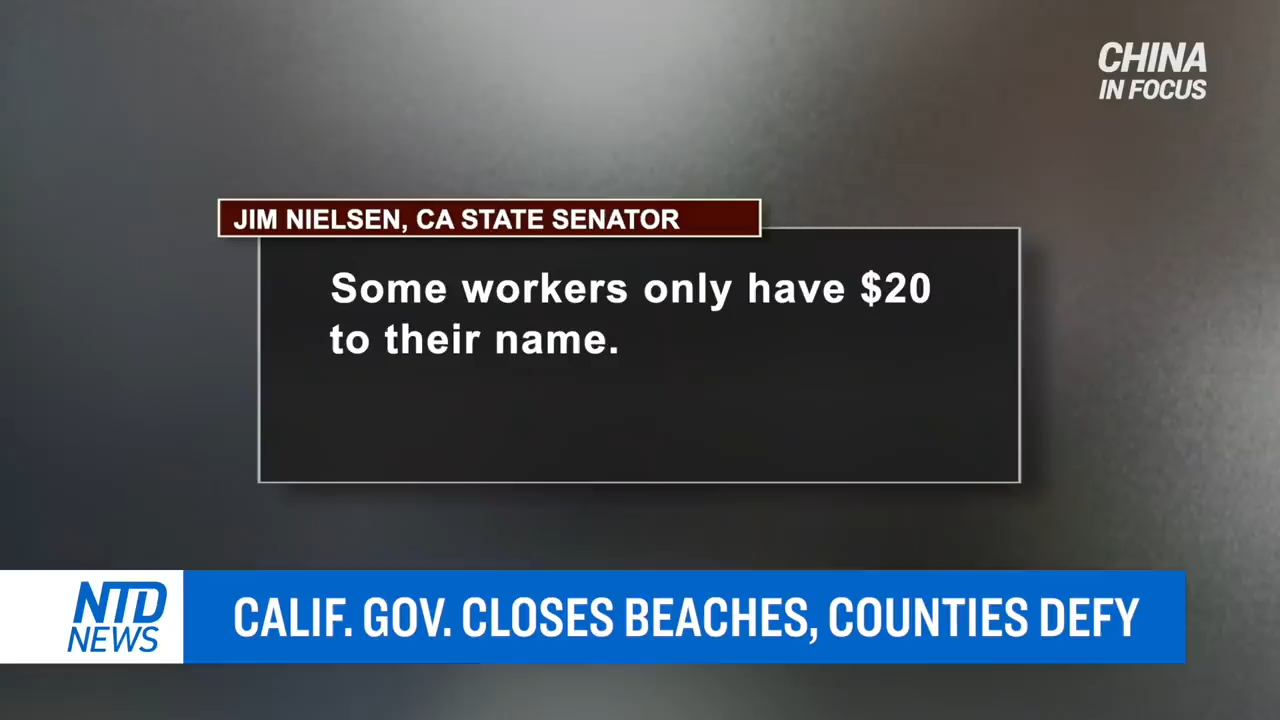 CHINA
IN FOCUS
JIM NIELSEN, CA STATE SENATOR
Some workers only have $20
to their name.
NTD
NEWS
CALIF. GOV. CLOSES BEACHES, COUNTIES DEFY